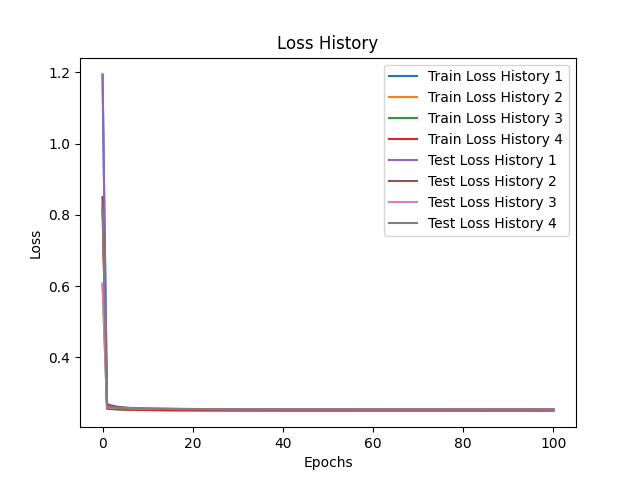 Loss History
Train Loss History 1
Train Loss History 2
Train Loss History 3
Train Loss History 4
Test Loss History 1
Test Loss History 2
Test Loss History 3
Test Loss History 4
Loss
1.2
1.0
0.8
0.6
0.4
0 20 40 60 80 100
Epochs